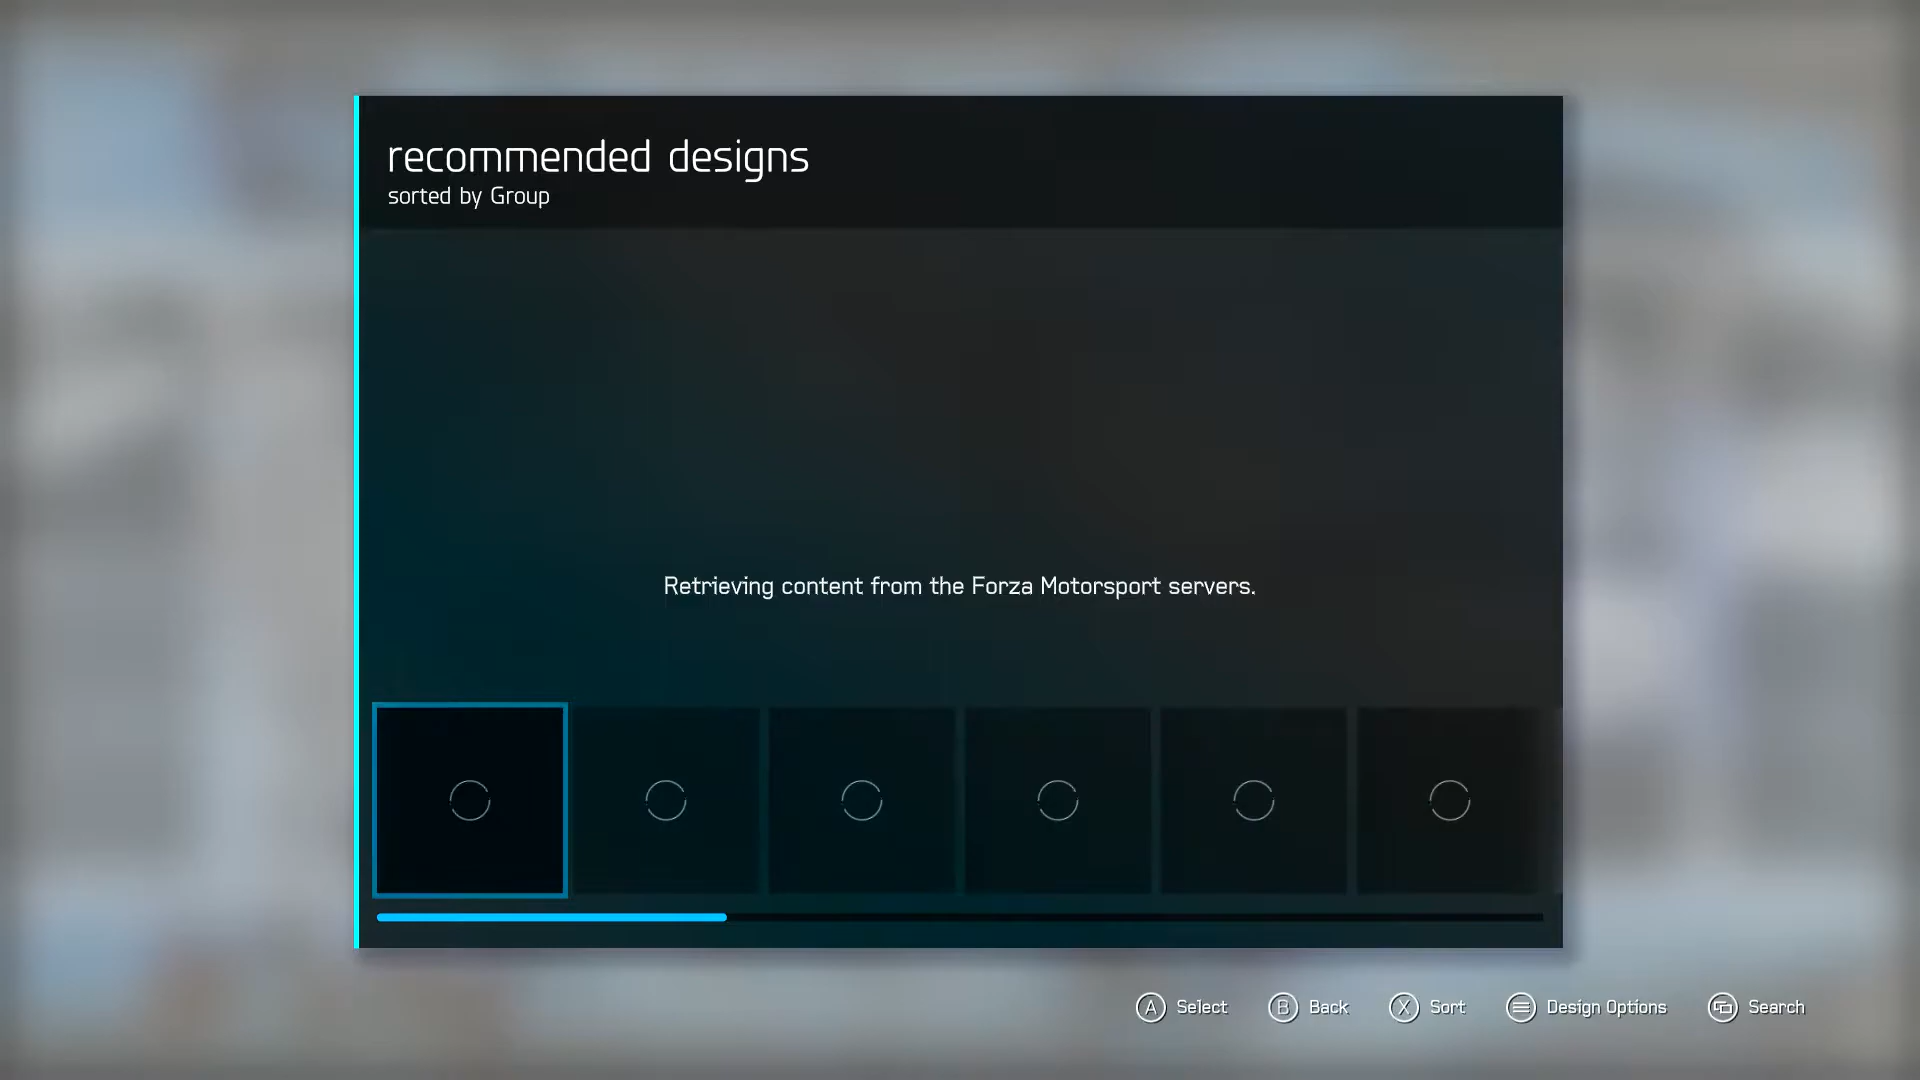 recommended designs
sorted by Group
Retrieving content from the Forza Motorsport servers.
A Select B Back X Sort Design Options Search